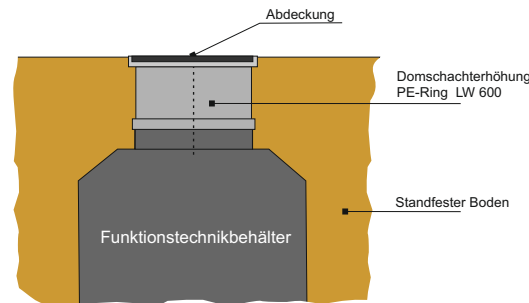 Abdeckung
Domschachterhöhung
PE-Ring LW 600
Standfester Boden
Funktionstechnikbehälter